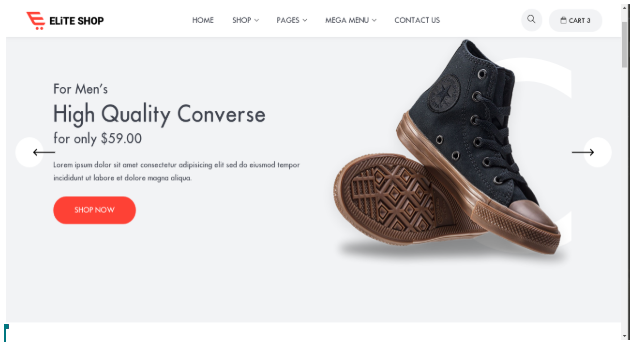 ELiTE SHOP
HOME
SHOP
PAGES
MEGA MENU
CONTACT US
CART 3
For Men's
High Quality Converse
for only $59.00
Lorem ipsum dolor sit amet consectetur adipisicing elit sed do eiusmod tempor
incididunt ut labore et dolore magna aliqua.
SHOP NOW